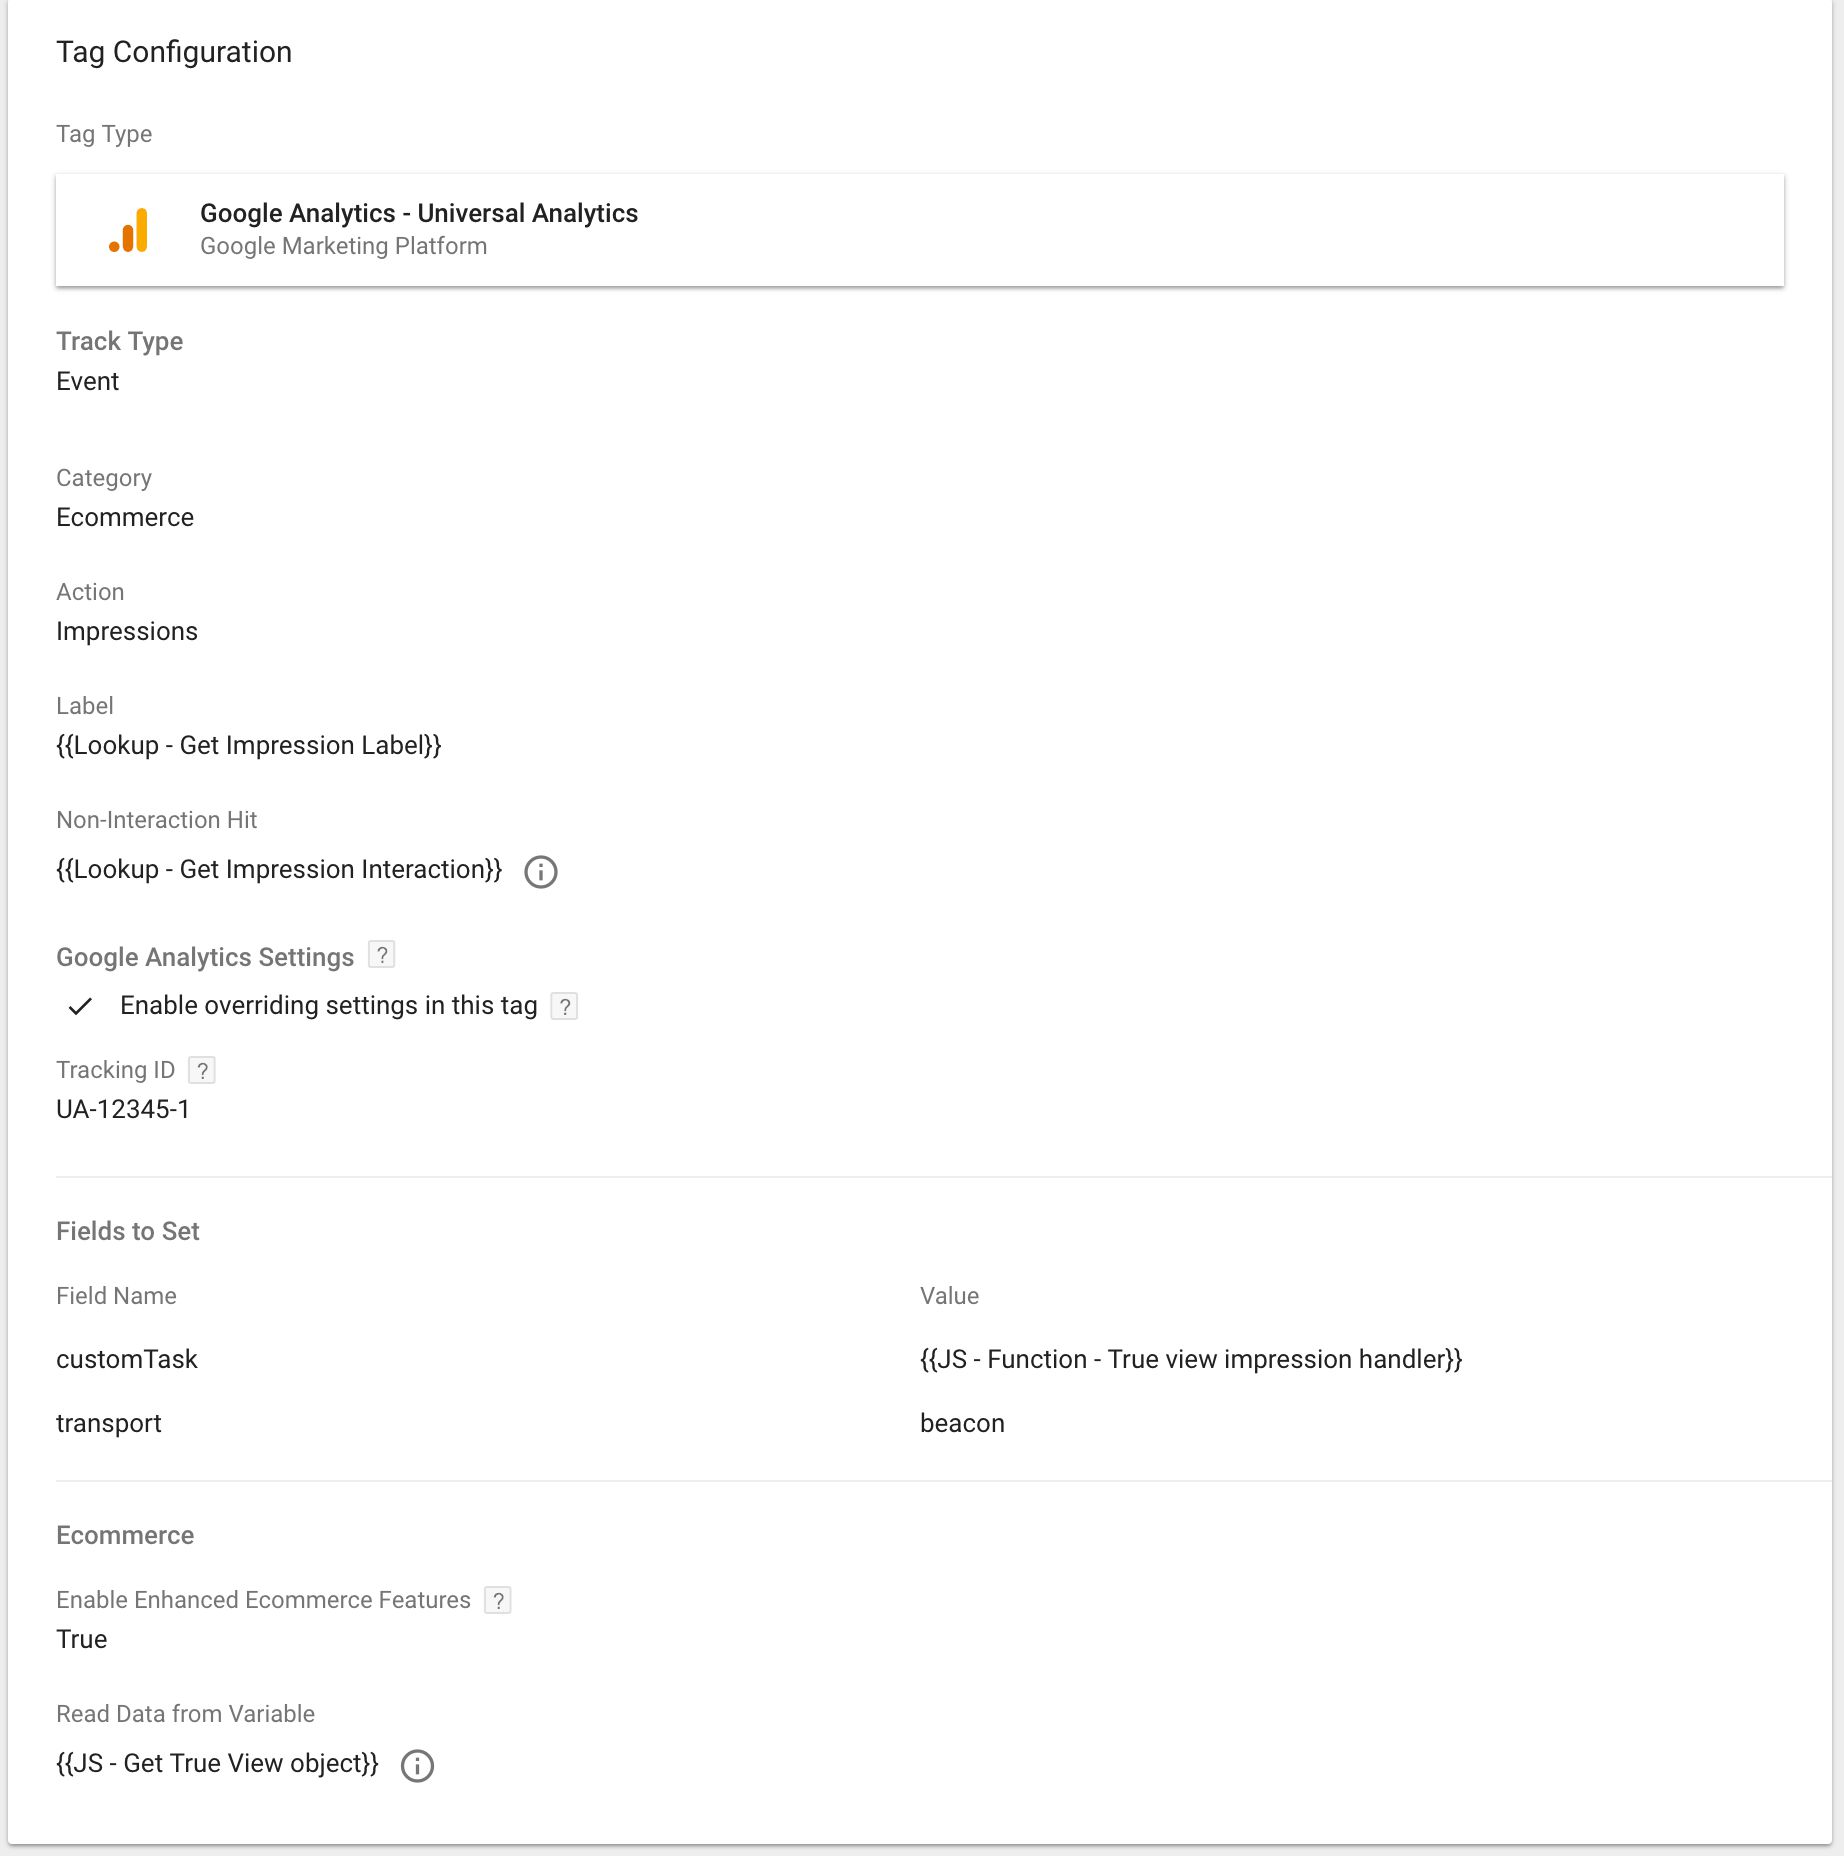 Tag Configuration
Tag Type
Google Analytics - Universal Analytics
Google Marketing Platform
Track Type
Event
Category
Ecommerce
Action
Impressions
Label
{{Lookup - Get Impression Label}}
Non-Interaction Hit
{{Lookup - Get Impression Interaction}}
Google Analytics Settings ?
Enable overriding settings in this tag ?
Tracking ID ?
UA-12345-1
Fields to Set
Field Name Value
customTask {{JS - Function - True view impression handler}}
transport beacon
Ecommerce
Enable Enhanced Ecommerce Features ?
True
Read Data from Variable
{{JS - Get True View object}}